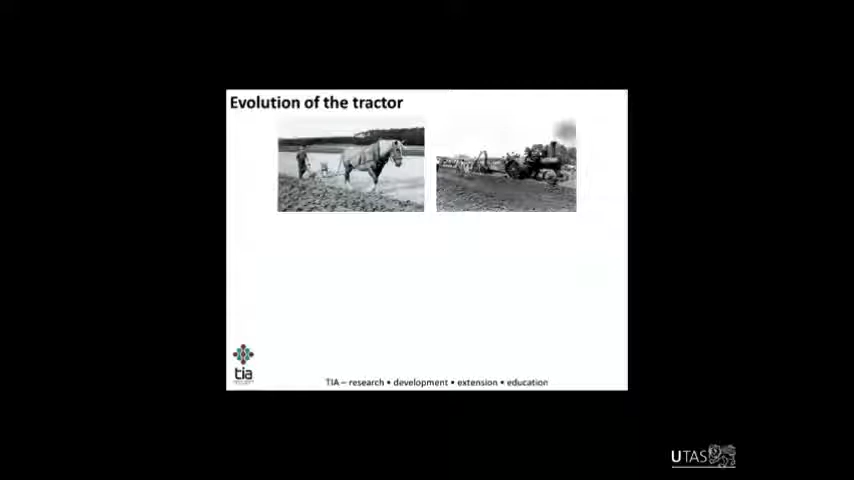 Evolution of the tractor
tia
TIA – research • development • extension • education
UTAS